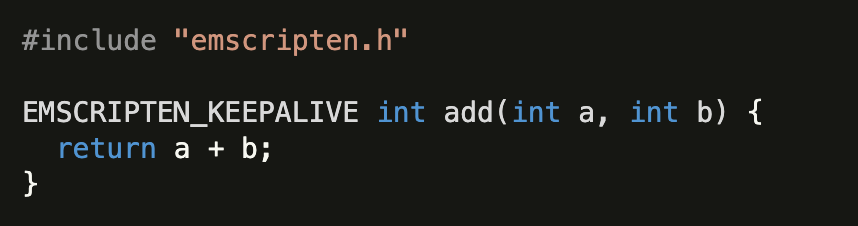 #include "emscripten.h"
EMSCRIPTEN_KEEPALIVE int add(int a, int b) {
return a + b;
}